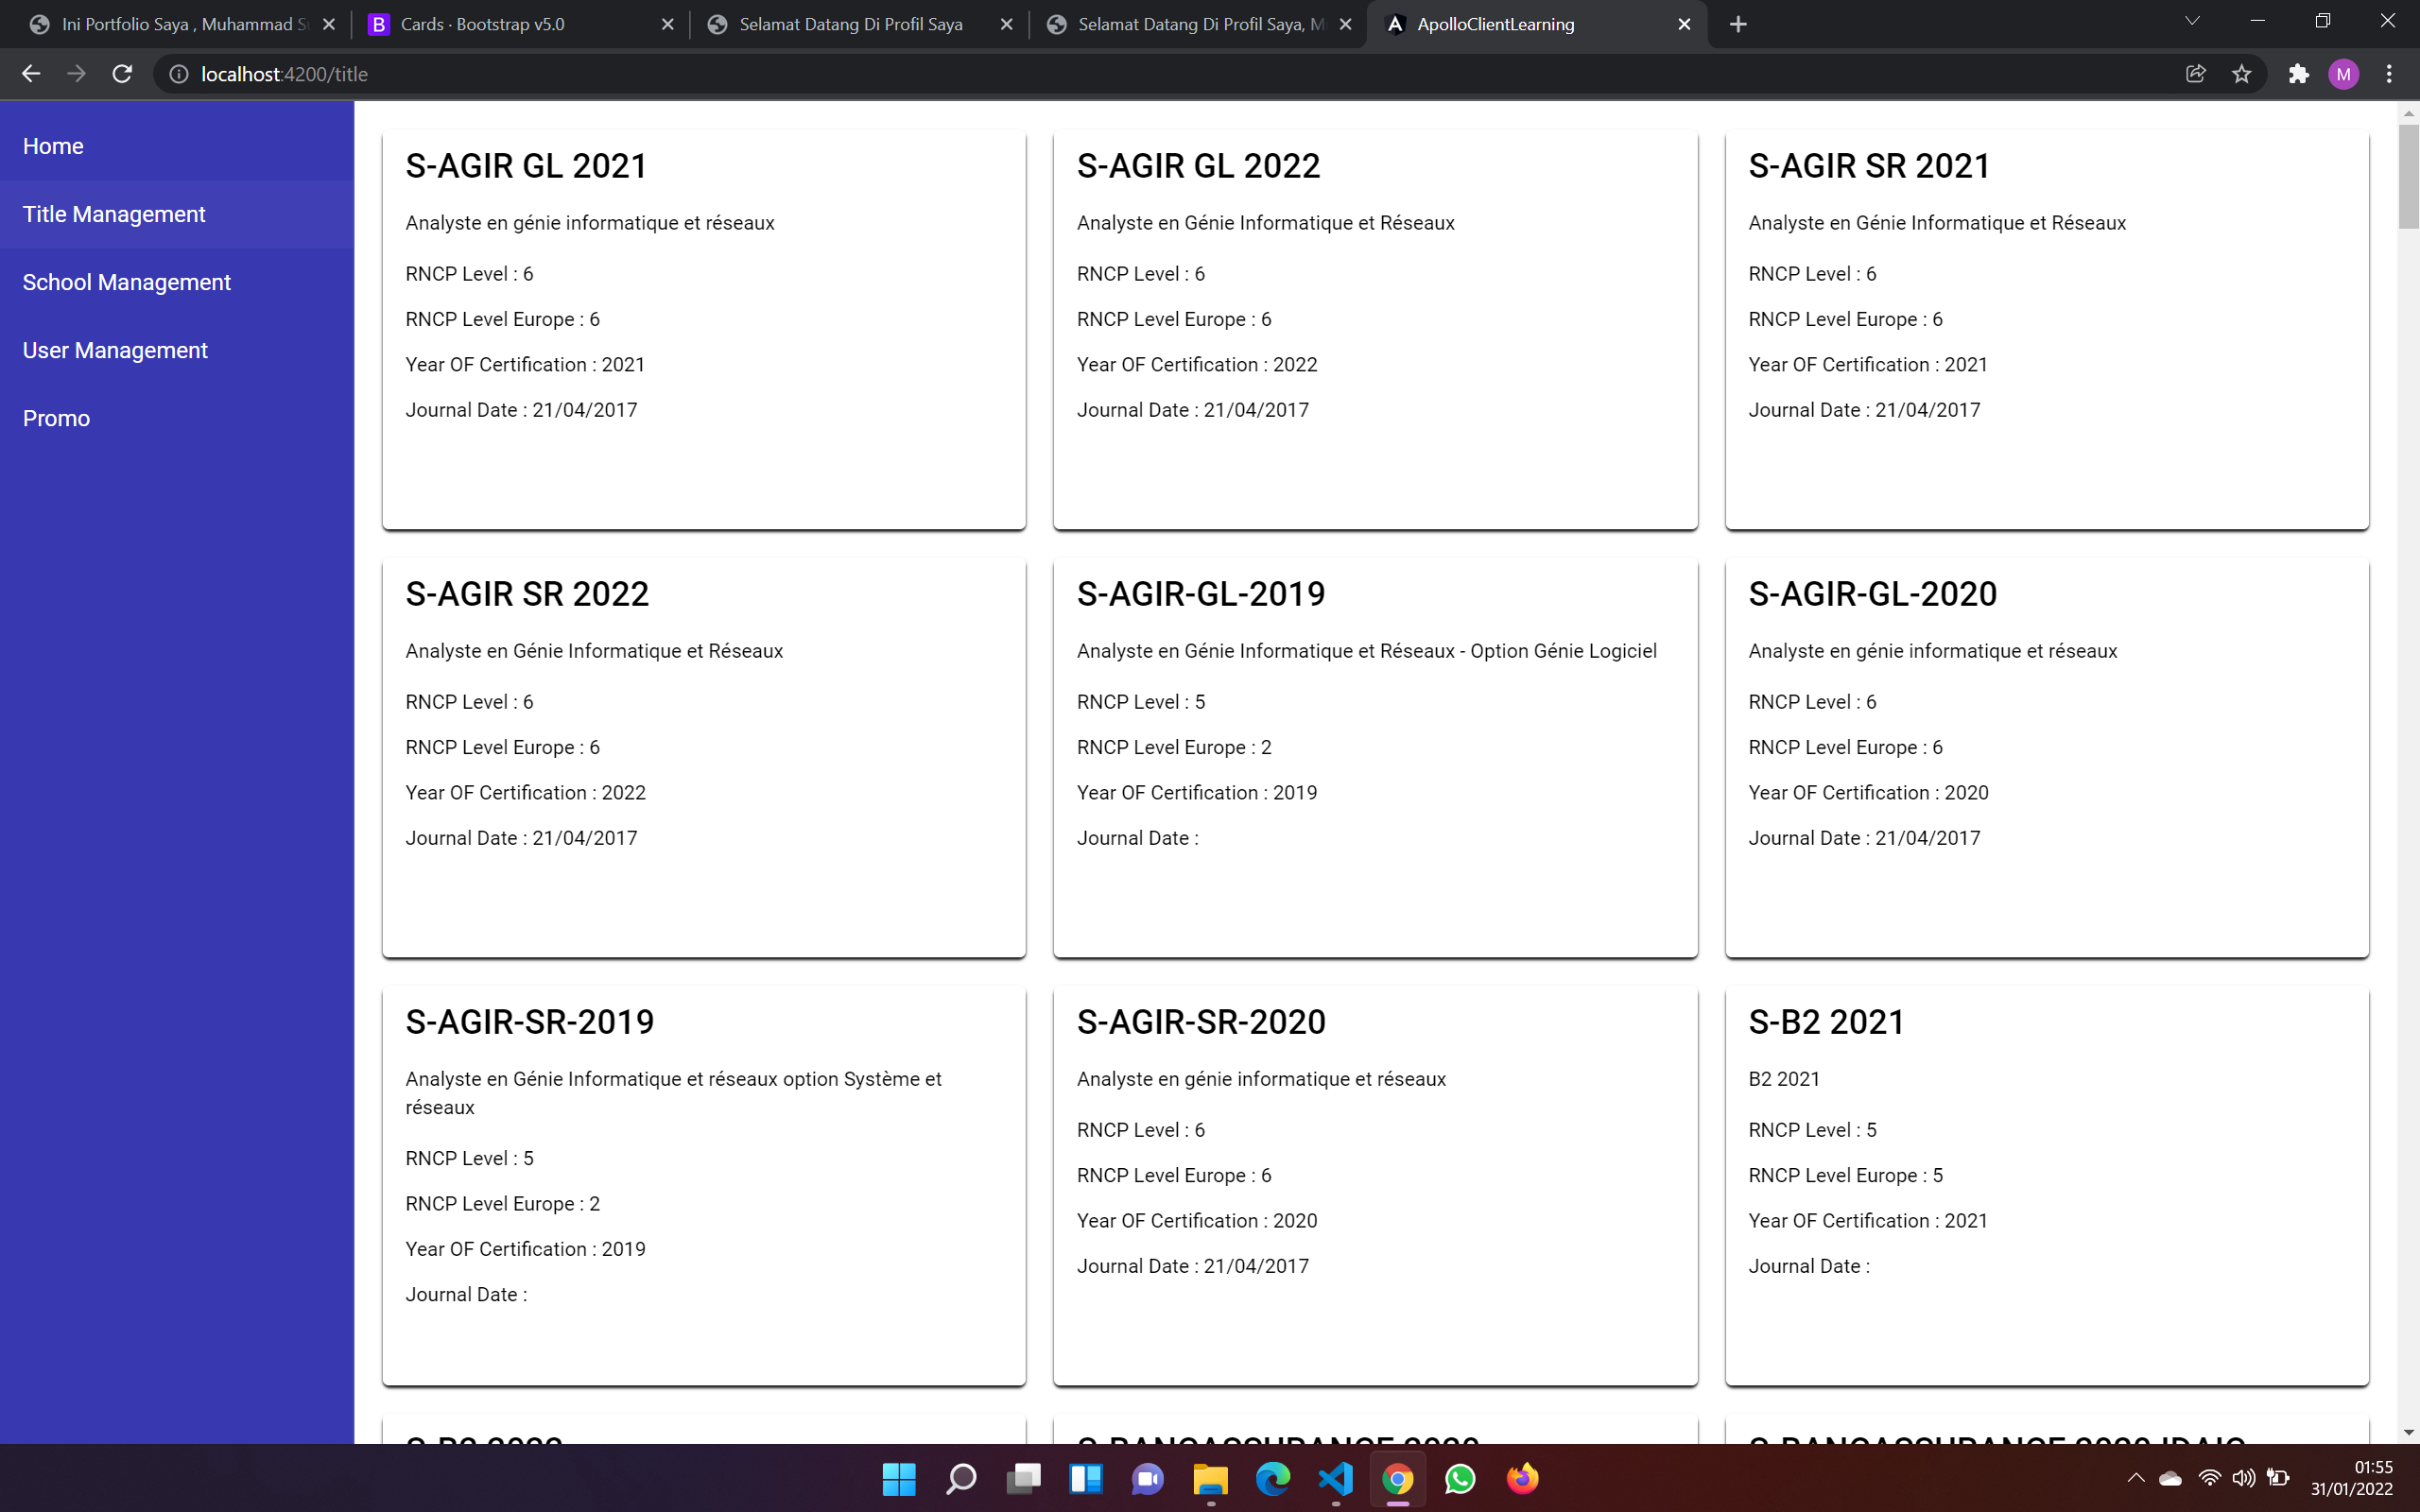 Ini Portfolio Saya , Muhammad S
Cards · Bootstrap v5.0
Selamat Datang Di Profil Saya
Selamat Datang Di Profil Saya, M
ApolloClientLearning
localhost:4200/title
M
Home
Title Management
School Management
User Management
Promo
S-AGIR GL 2021
Analyste en génie informatique et réseaux
RNCP Level : 6
RNCP Level Europe : 6
Year OF Certification : 2021
Journal Date : 21/04/2017
S-AGIR GL 2022
Analyste en Génie Informatique et Réseaux
RNCP Level : 6
RNCP Level Europe : 6
Year OF Certification : 2022
Journal Date : 21/04/2017
S-AGIR SR 2021
Analyste en Génie Informatique et Réseaux
RNCP Level : 6
RNCP Level Europe : 6
Year OF Certification : 2021
Journal Date : 21/04/2017
S-AGIR SR 2022
Analyste en Génie Informatique et Réseaux
RNCP Level : 6
RNCP Level Europe : 6
Year OF Certification : 2022
Journal Date : 21/04/2017
S-AGIR-GL-2019
Analyste en Génie Informatique et Réseaux - Option Génie Logiciel
RNCP Level : 5
RNCP Level Europe : 2
Year OF Certification : 2019
Journal Date :
S-AGIR-GL-2020
Analyste en génie informatique et réseaux
RNCP Level : 6
RNCP Level Europe : 6
Year OF Certification : 2020
Journal Date : 21/04/2017
S-AGIR-SR-2019
Analyste en Génie Informatique et réseaux option Système et
réseaux
RNCP Level : 5
RNCP Level Europe : 2
Year OF Certification : 2019
Journal Date :
S-AGIR-SR-2020
Analyste en génie informatique et réseaux
RNCP Level : 6
RNCP Level Europe : 6
Year OF Certification : 2020
Journal Date : 21/04/2017
S-B2 2021
B2 2021
RNCP Level : 5
RNCP Level Europe : 5
Year OF Certification : 2021
Journal Date :
01:55
31/01/2022